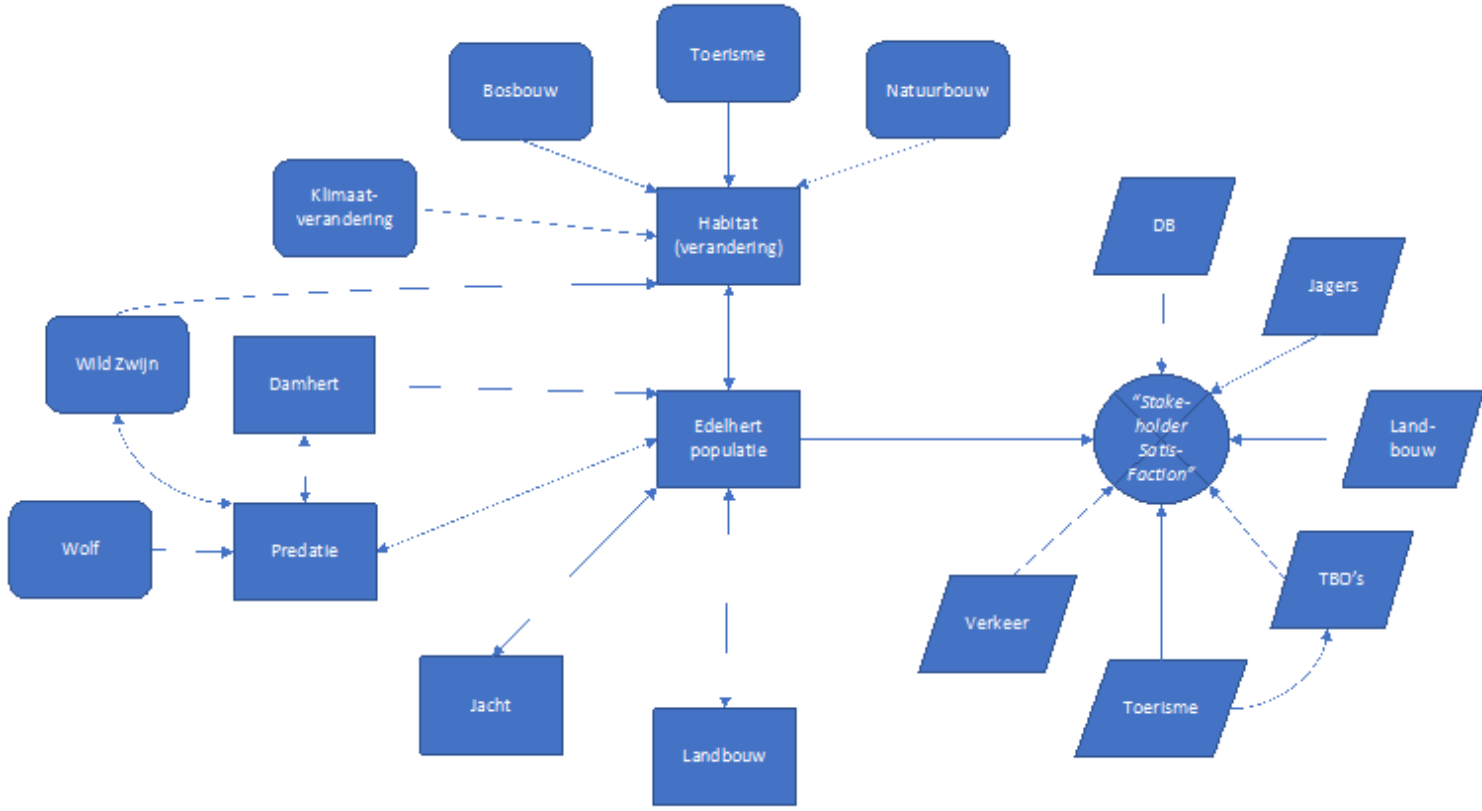 Toerisme
Bosbouw
Natuurbouw
Klimaat-
verandering
Habitat
(verandering)
DB
Jagers
Wild Zwijn
Damhert
Edelhert
populatie
"Stake-
holder
Satis-
Faction"
Land-
bouw
Wolf
Predatie
TBO's
Verkeer
Jacht
Toerisme
Landbouw